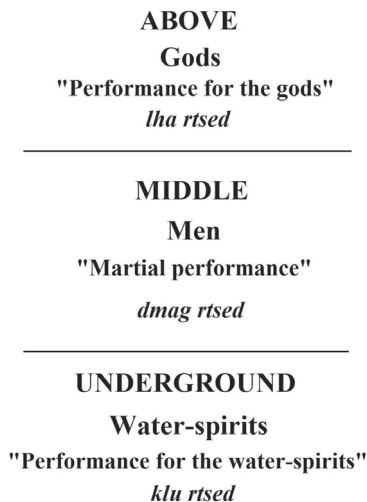 ABOVE
Gods
"Performance for the gods"
lha rtsed
MIDDLE
Men
"Martial performance"
dmag rtsed
UNDERGROUND
Water-spirits
"Performance for the water-spirits"
klu rtsed